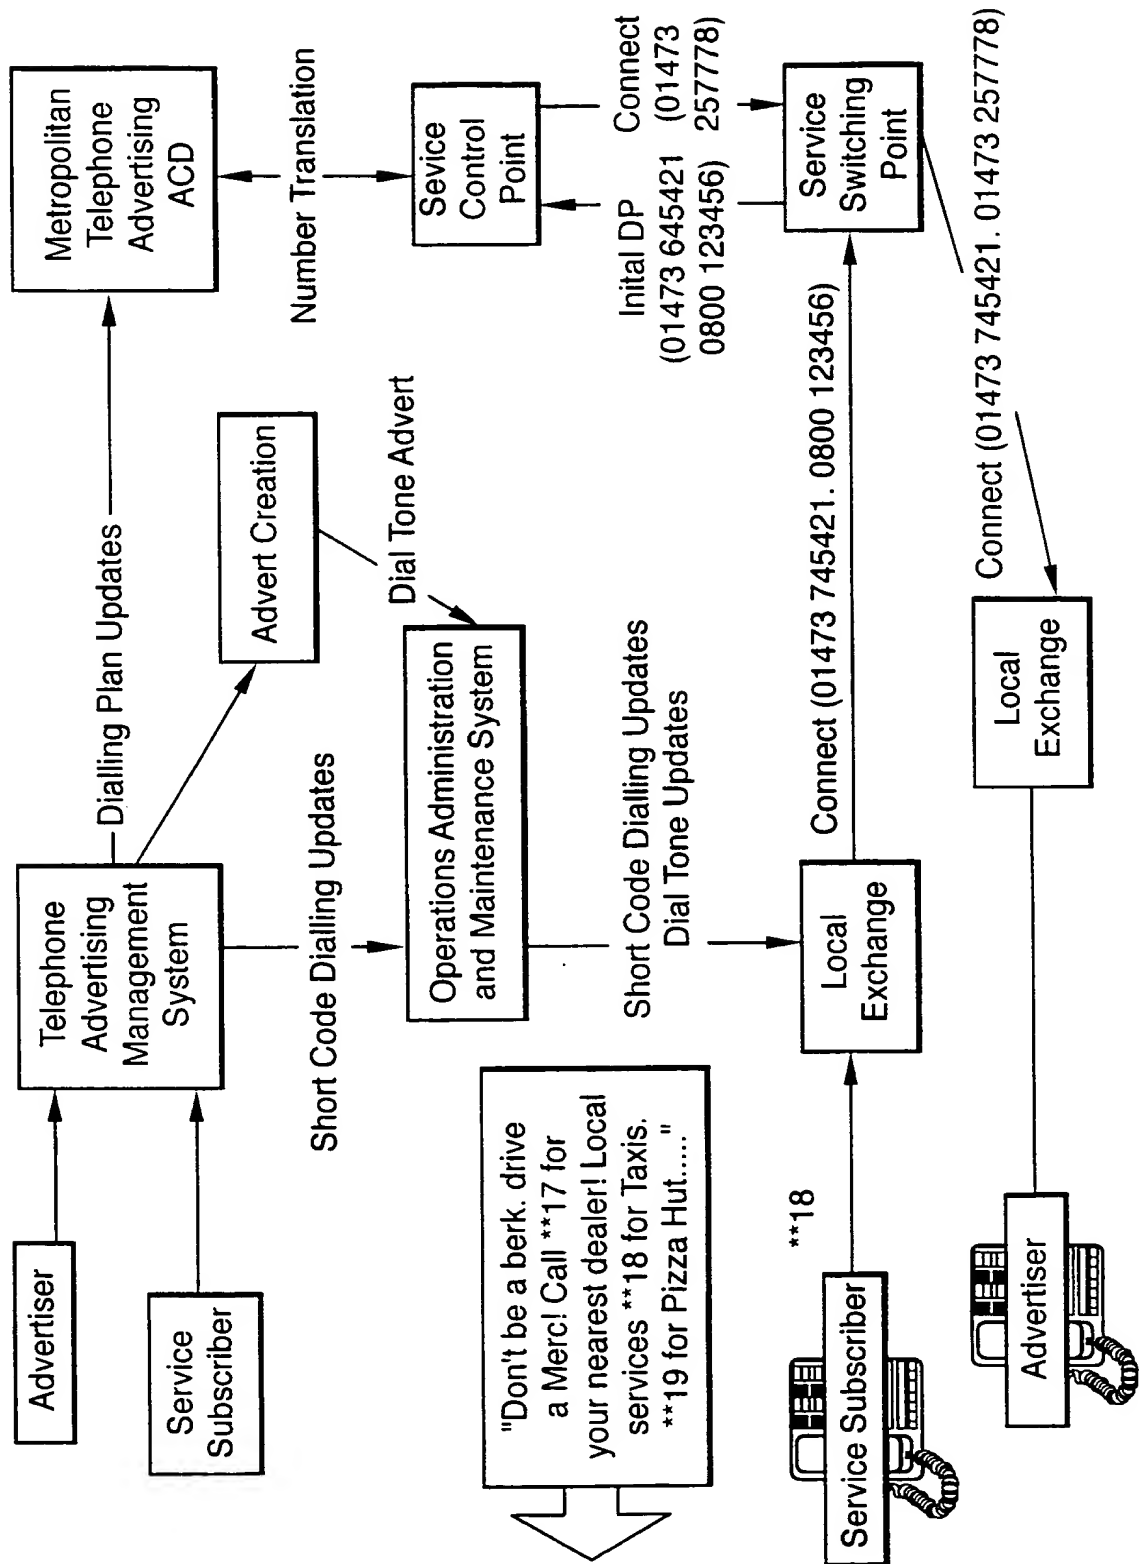 Advertiser
Service
Subscriber
Telephone
Advertising
Management
System
Dialling Plan Updates
Metropolitan
Telephone
Advertising
ACD
Advert Creation
Dial Tone Advert
Number Translation
Short Code Dialling Updates
Operations Administration
and Maintenance System
Sevice
Control
Point
"Don't be a berk. drive
a Merc! Call **17 for
your nearest dealer! Local
services **18 for Taxis.
**19 for Pizza Hut....."
Short Code Dialling Updates
Dial Tone Updates
Inital DP
(01473 645421
0800 123456)
Connect
(01473
257778)
Service Subscriber
**18
Local
Exchange
Connect (01473 745421. 0800 123456)
Service
Switching
Point
Advertiser
Local
Exchange
Connect (01473 745421. 01473 257778)